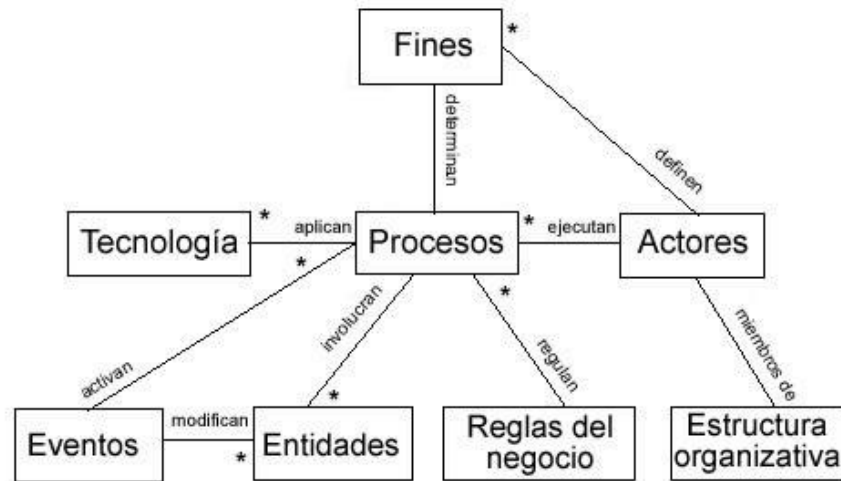 Fines
*
determinan
definen
*
Tecnología
aplican
Procesos
*
ejecutan
Actores
*
*
involucran
regulan
miembros de
activan
*
Eventos
modifican
*
Entidades
Reglas del
negocio
Estructura
organizativa